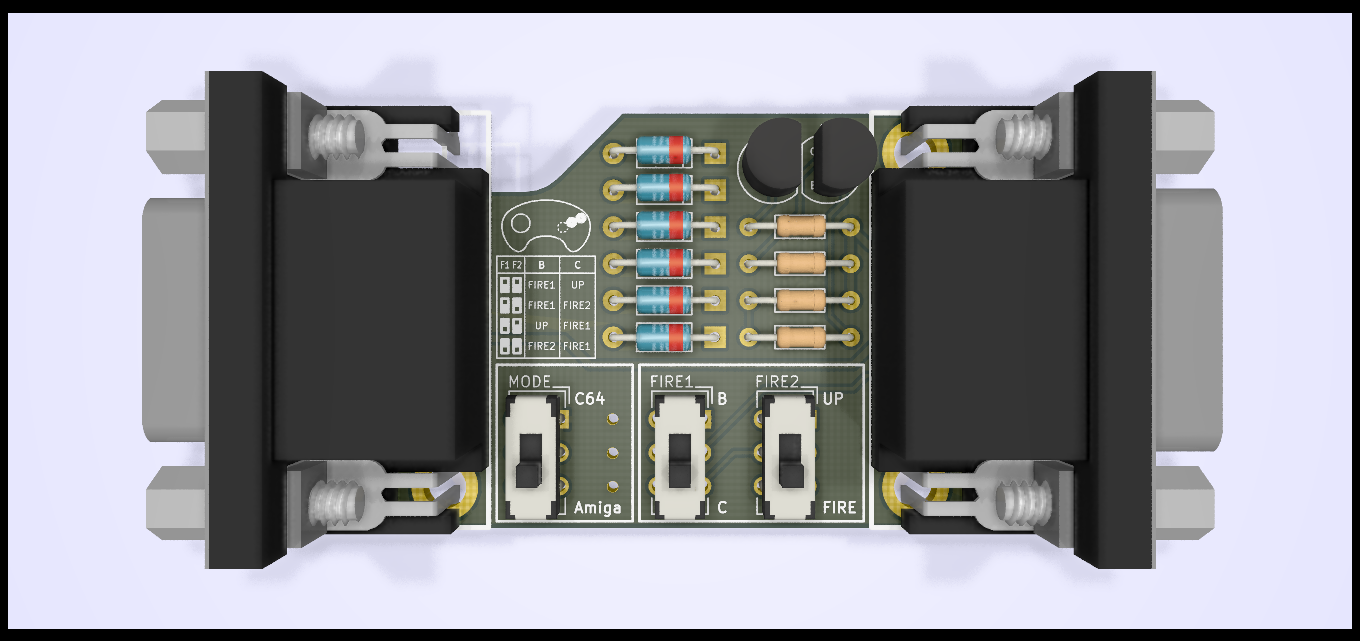 F1 F2 B C
FIRE1 UP
FIRE1 FIRE2
UP FIRE1
FIRE2 FIRE1
MODE
C64
Amiga
FIRE1
B
C
FIRE2
UP
FIRE